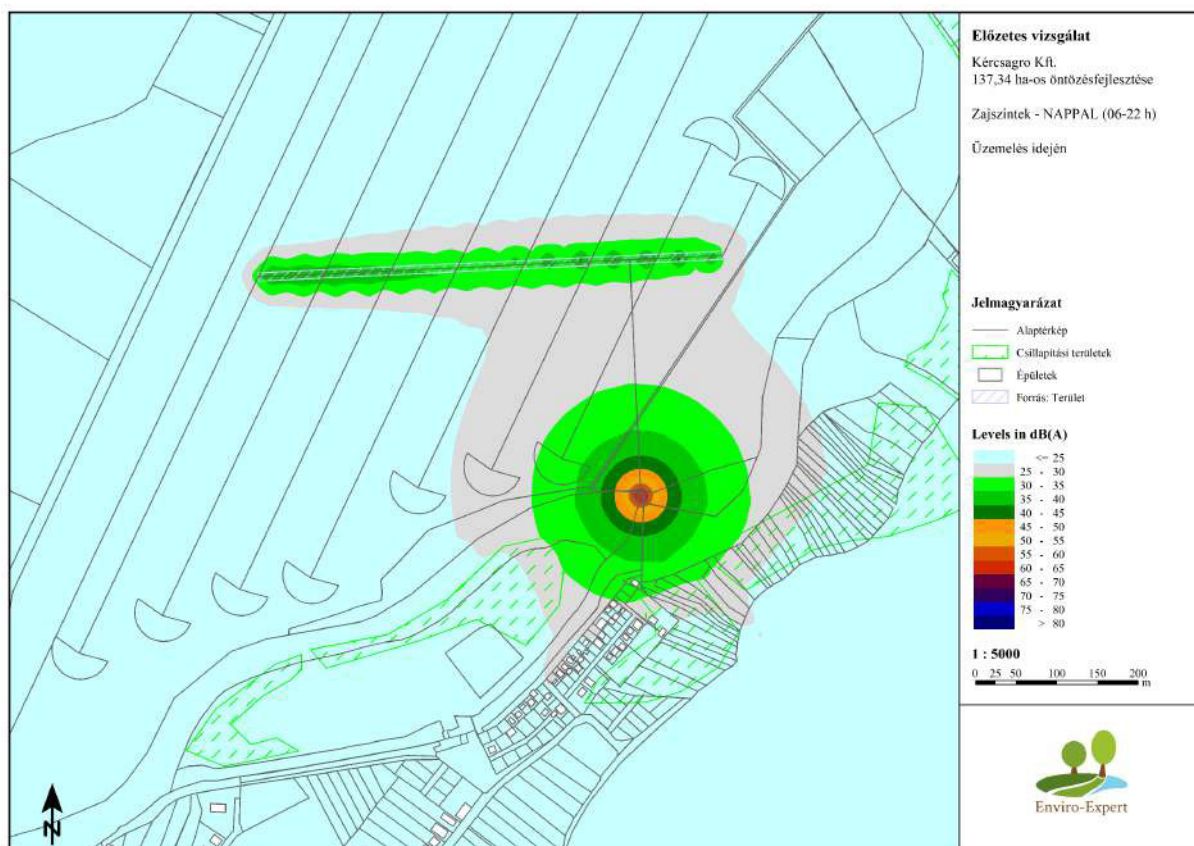 Előzetes vizsgálat
Kércsagro Kft.
137,34 ha-os öntözésfejlesztése
Zajszintek - NAPPAL (06-22 h)
Üzemelés idején
Jelmagyarázat
Alaptérkép
Csillapítási területek
Épületek
Forrás: Terület
Levels in dB(A)
<= 25
25 - 30
30 - 35
35 - 40
40 - 45
45 - 50
50 - 55
55 - 60
60 - 65
65 - 70
70 - 75
75 - 80
> 80
1 : 5000
0 25 50 100 150 200
m
N
Enviro-Expert